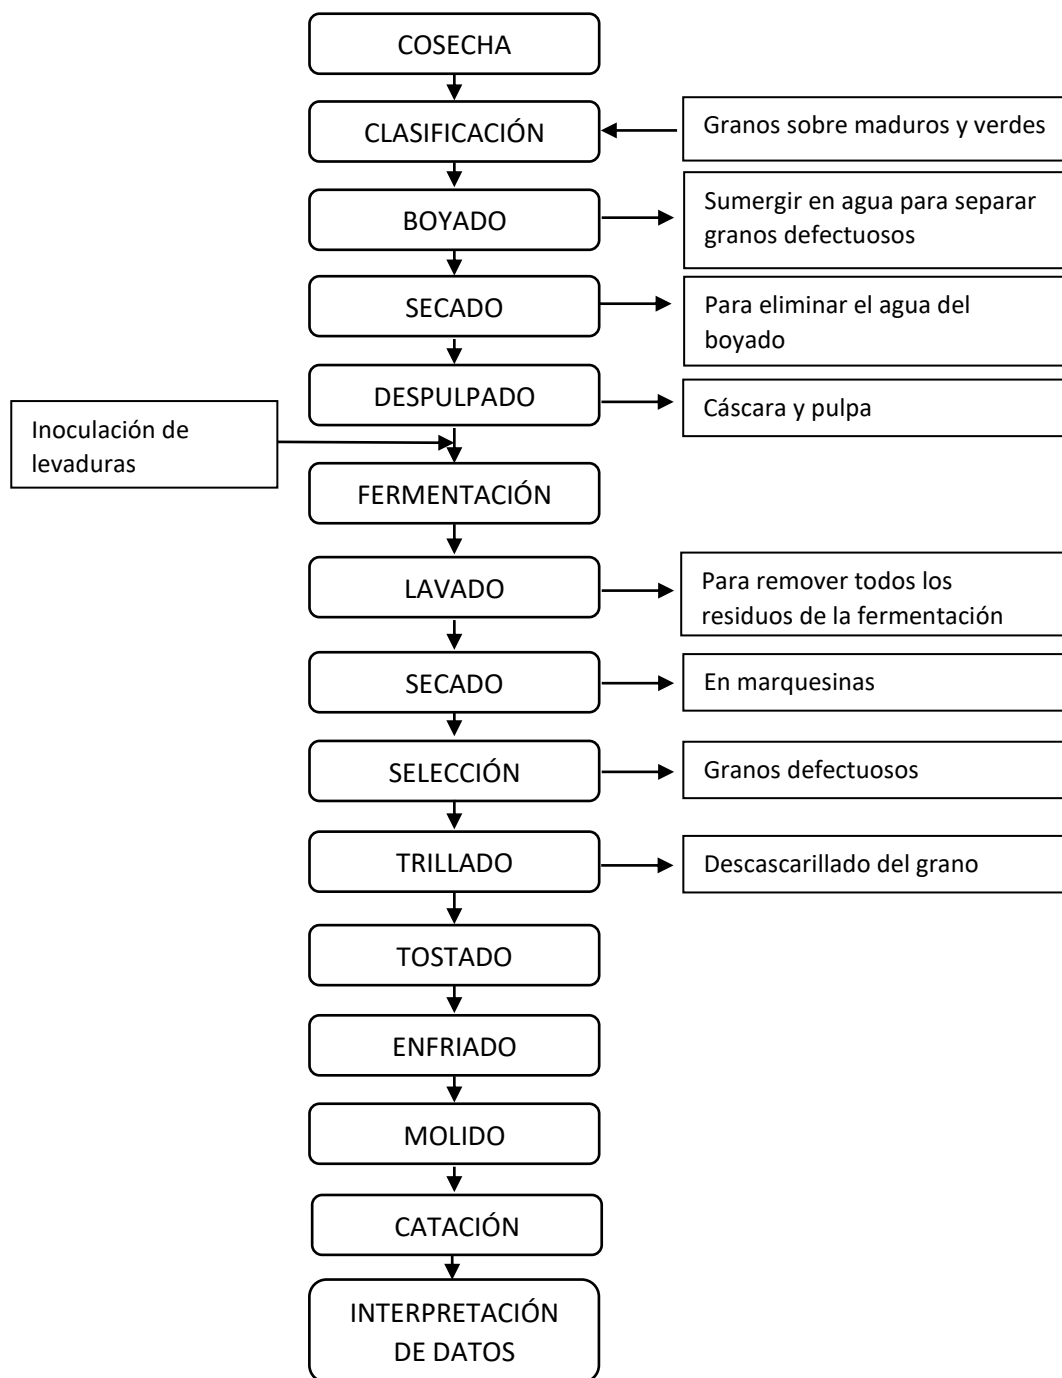 COSECHA
CLASIFICACIÓN
Granos sobre maduros y verdes
BOYADO
Sumergir en agua para separar
granos defectuosos
SECADO
Para eliminar el agua del
boyado
DESPULPADO
Cáscara y pulpa
Inoculación de
levaduras
FERMENTACIÓN
LAVADO
Para remover todos los
residuos de la fermentación
SECADO
En marquesinas
SELECCIÓN
Granos defectuosos
TRILLADO
Descascarillado del grano
TOSTADO
ENFRIADO
MOLIDO
CATACIÓN
INTERPRETACIÓN
DE DATOS